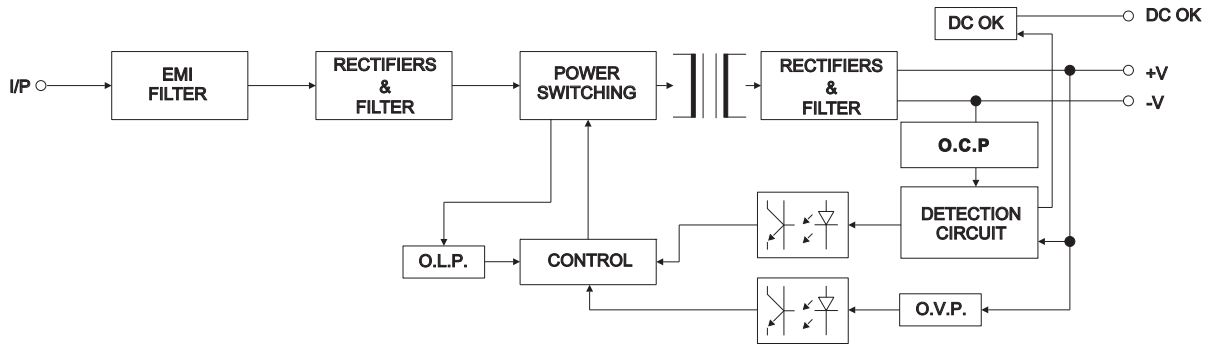 DC OK
DC OK
I/P
EMI
FILTER
RECTIFIERS
&
FILTER
POWER
SWITCHING
RECTIFIERS
&
FILTER
+V
-V
O.C.P
DETECTION
CIRCUIT
O.L.P.
CONTROL
O.V.P.